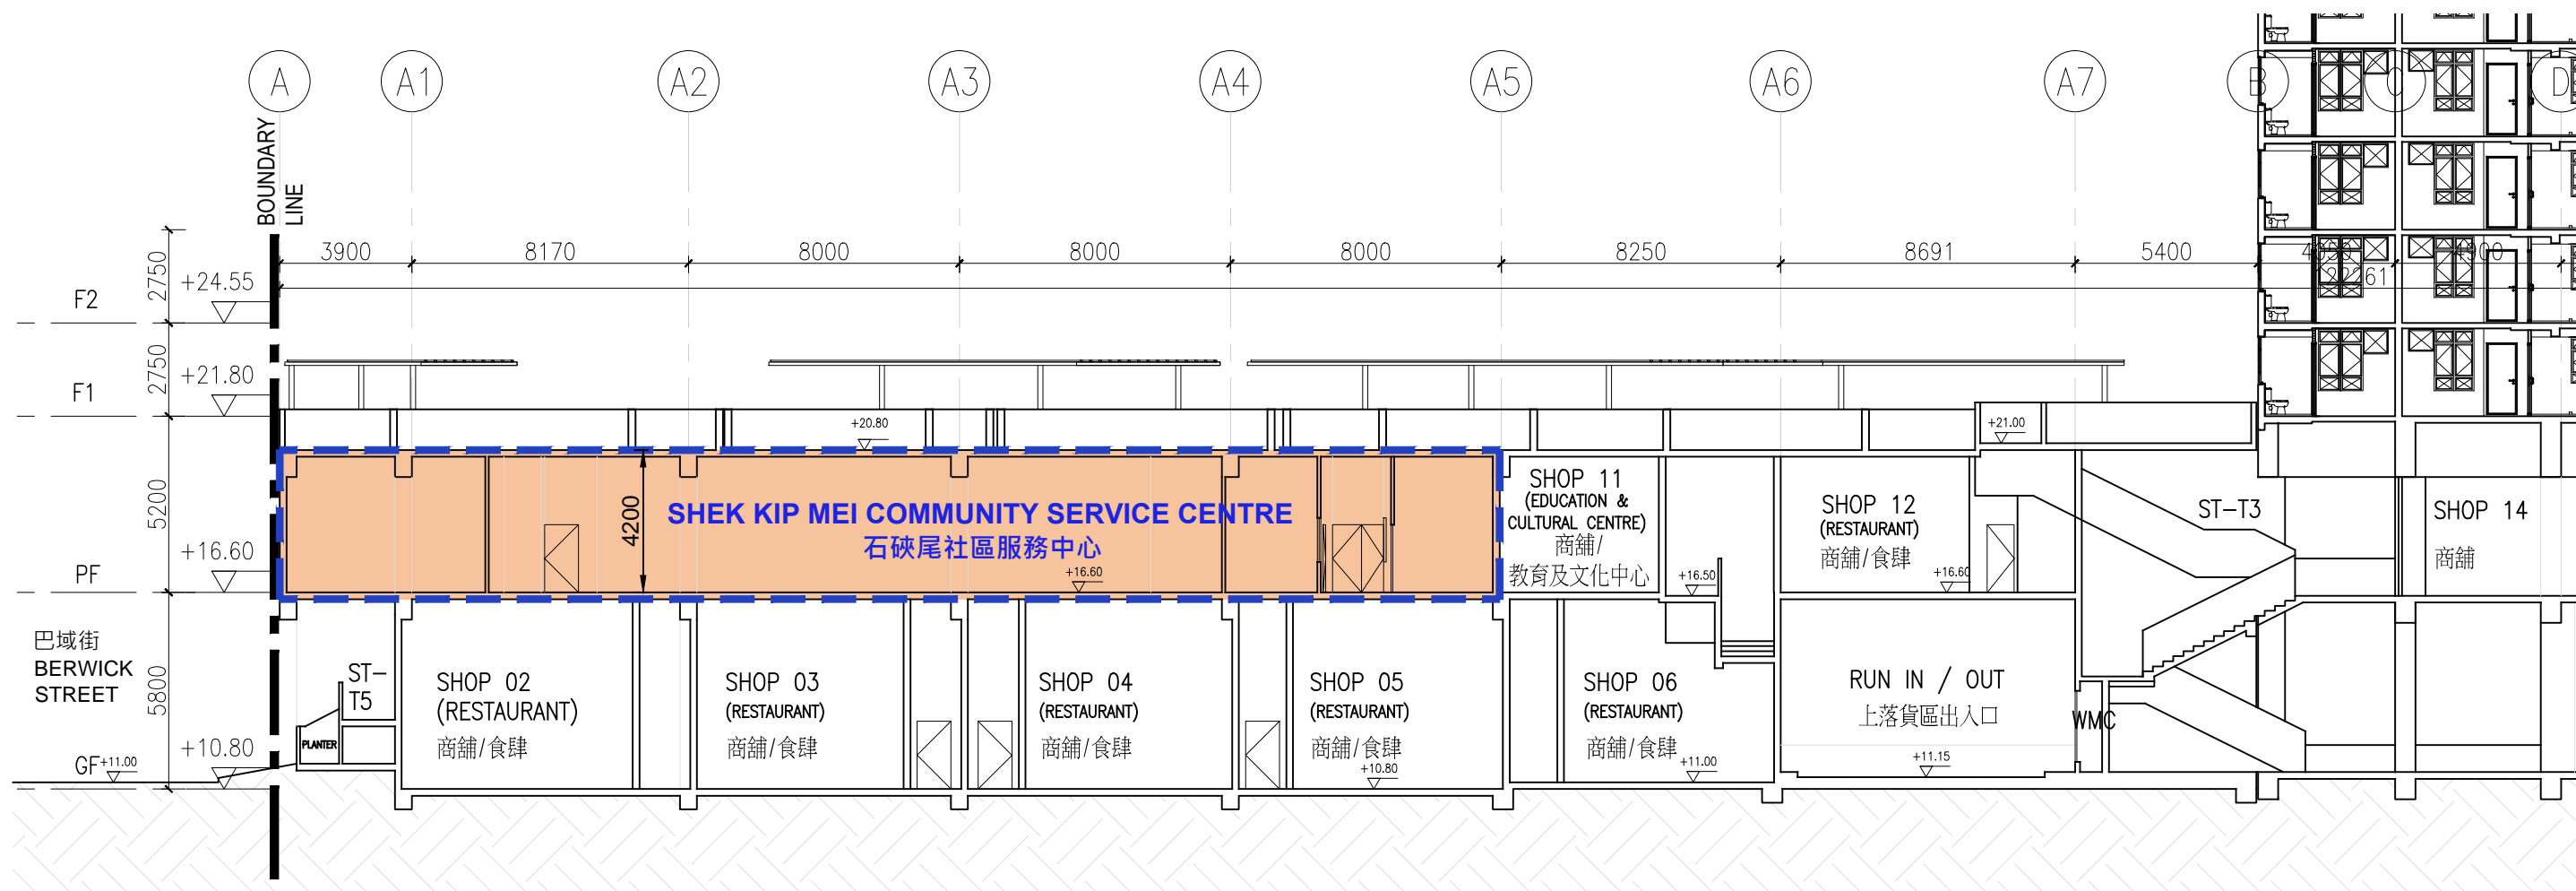 A A1 A2 A3 A4 A5 A6 A7 B C D
BOUNDARY
LINE
3900 8170 8000 8000 8000 8250 8691 5400 4900
122261
2750
F2 +24.55
2750
F1 +21.80
5200
PF +16.60
5800
GF +11.00 +10.80
巴域街
BERWICK
STREET
+20.80
+21.00
4200
SHEK KIP MEI COMMUNITY SERVICE CENTRE
石硤尾社區服務中心
+16.60
SHOP 11
(EDUCATION &
CULTURAL CENTRE)
商舖/
教育及文化中心
+16.50
SHOP 12
(RESTAURANT)
商舖/食肆
+16.60
ST-T3
SHOP 14
商舖
ST-
T5
PLANTER
SHOP 02
(RESTAURANT)
商舖/食肆
SHOP 03
(RESTAURANT)
商舖/食肆
SHOP 04
(RESTAURANT)
商舖/食肆
SHOP 05
(RESTAURANT)
商舖/食肆
+10.80
SHOP 06
(RESTAURANT)
商舖/食肆
+11.00
RUN IN / OUT
上落貨區出入口
+11.15
WMC